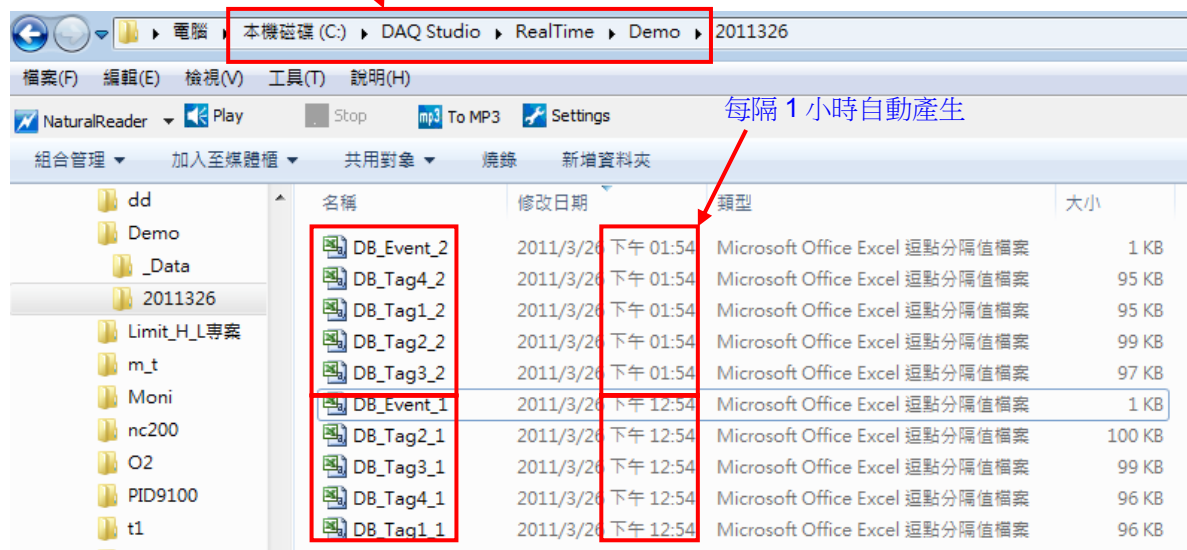 電腦 本機磁碟 (C:) DAQ Studio RealTime Demo 2011326
檔案(F) 編輯(E) 檢視(V) 工具(T) 說明(H)
NaturalReader Play Stop mp3 To MP3 Settings
每隔 1 小時自動產生
組合管理 加入至媒體櫃 共用對象 燒錄 新增資料夾
dd
Demo
_Data
2011326
Limit_H_L專案
m_t
Moni
nc200
O2
PID9100
t1
名稱 修改日期 類型 大小
DB_Event_2 2011/3/26 下午 01:54 Microsoft Office Excel 逗點分隔值檔案 1 KB
DB_Tag4_2 2011/3/26 下午 01:54 Microsoft Office Excel 逗點分隔值檔案 95 KB
DB_Tag1_2 2011/3/26 下午 01:54 Microsoft Office Excel 逗點分隔值檔案 95 KB
DB_Tag2_2 2011/3/26 下午 01:54 Microsoft Office Excel 逗點分隔值檔案 99 KB
DB_Tag3_2 2011/3/26 下午 01:54 Microsoft Office Excel 逗點分隔值檔案 97 KB
DB_Event_1 2011/3/26 下午 12:54 Microsoft Office Excel 逗點分隔值檔案 1 KB
DB_Tag2_1 2011/3/26 下午 12:54 Microsoft Office Excel 逗點分隔值檔案 100 KB
DB_Tag3_1 2011/3/26 下午 12:54 Microsoft Office Excel 逗點分隔值檔案 99 KB
DB_Tag4_1 2011/3/26 下午 12:54 Microsoft Office Excel 逗點分隔值檔案 96 KB
DB_Tag1_1 2011/3/26 下午 12:54 Microsoft Office Excel 逗點分隔值檔案 96 KB